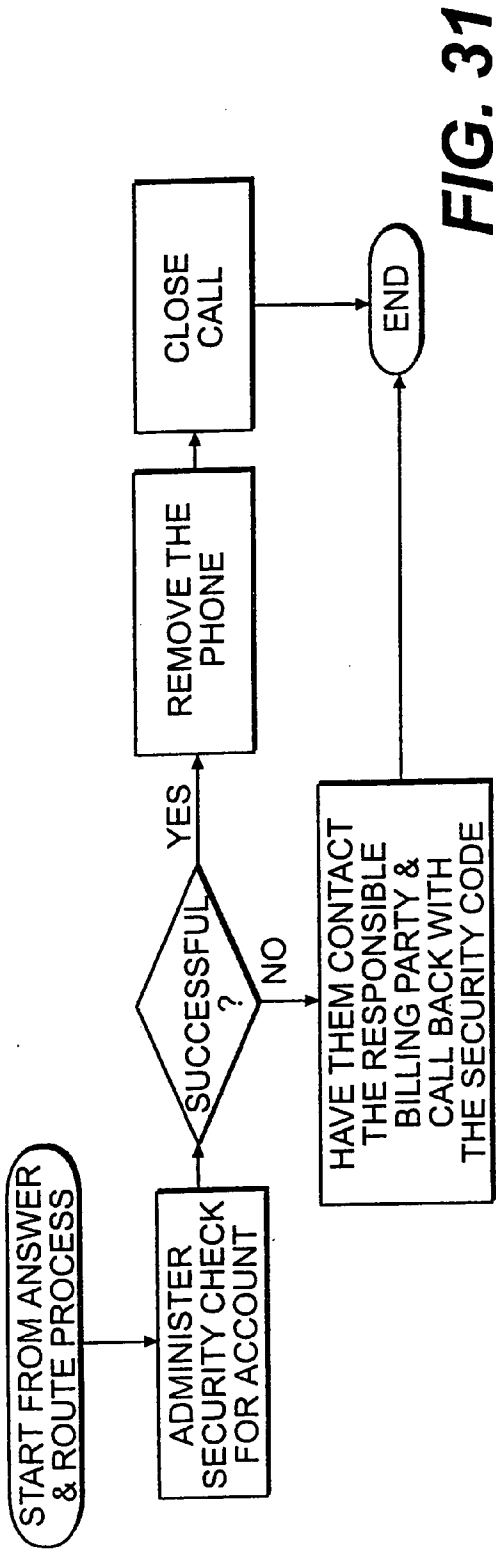 START FROM ANSWER
& ROUTE PROCESS
ADMINISTER
SECURITY CHECK
FOR ACCOUNT
SUCCESSFUL
?
YES
REMOVE THE
PHONE
CLOSE
CALL
NO
HAVE THEM CONTACT
THE RESPONSIBLE
BILLING PARTY &
CALL BACK WITH
THE SECURITY CODE
END
FIG. 31